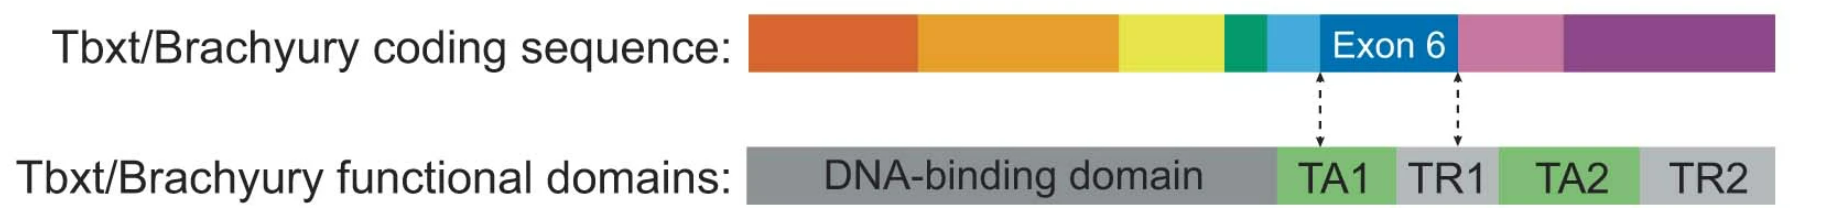 Tbxt/Brachyury coding sequence: Exon 6
Tbxt/Brachyury functional domains: DNA-binding domain TA1 TR1 TA2 TR2